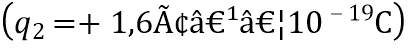 (q₂ =+ 1,6Ã¢â€¹â€¦10 ⁻¹⁹C)